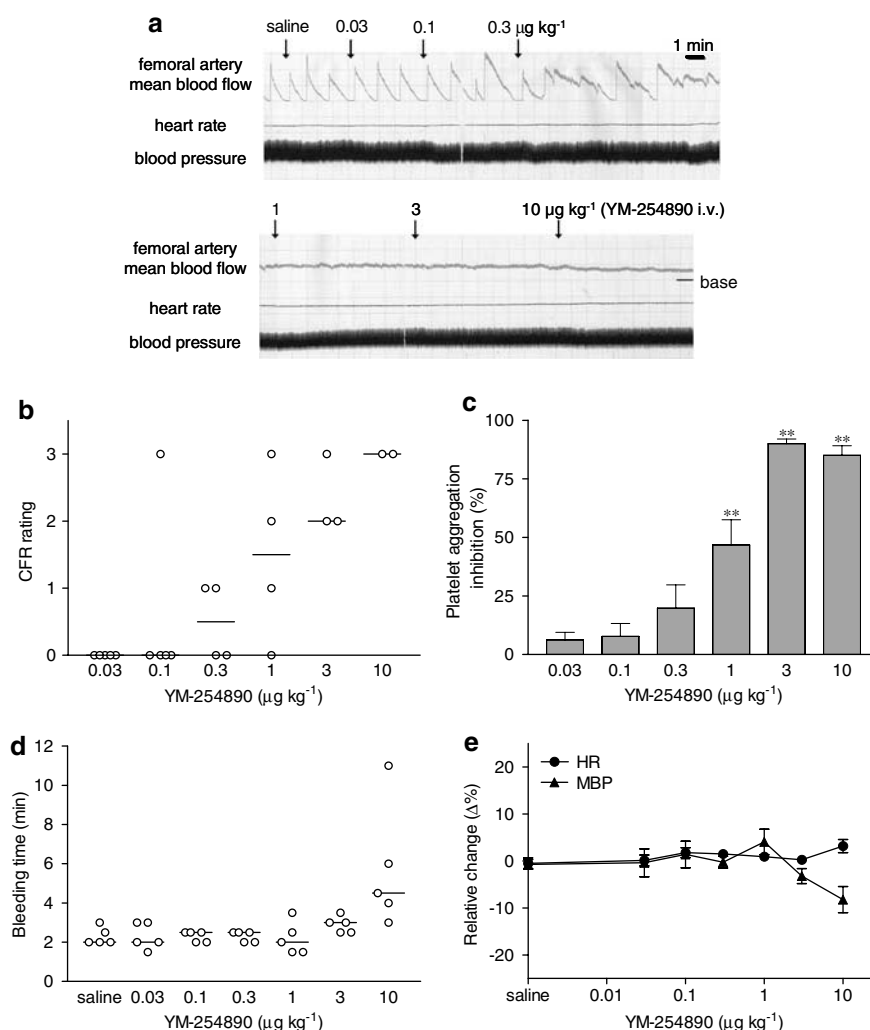 a
saline 0.03 0.1 0.3 µg kg⁻¹
1 min
femoral artery
mean blood flow
heart rate
blood pressure
1 3 10 µg kg⁻¹ (YM-254890 i.v.)
femoral artery
mean blood flow
base
heart rate
blood pressure
b
CFR rating
3
2
1
0
0.03 0.1 0.3 1 3 10
YM-254890 (µg kg⁻¹)
c
Platelet aggregation
inhibition (%)
100
75
50
25
0
** ** **
0.03 0.1 0.3 1 3 10
YM-254890 (µg kg⁻¹)
d
Bleeding time (min)
12
10
8
6
4
2
0
saline 0.03 0.1 0.3 1 3 10
YM-254890 (µg kg⁻¹)
e
HR
MBP
Relative change (Δ%)
20
10
0
-10
-20
saline 0.01 0.1 1 10
YM-254890 (µg kg⁻¹)